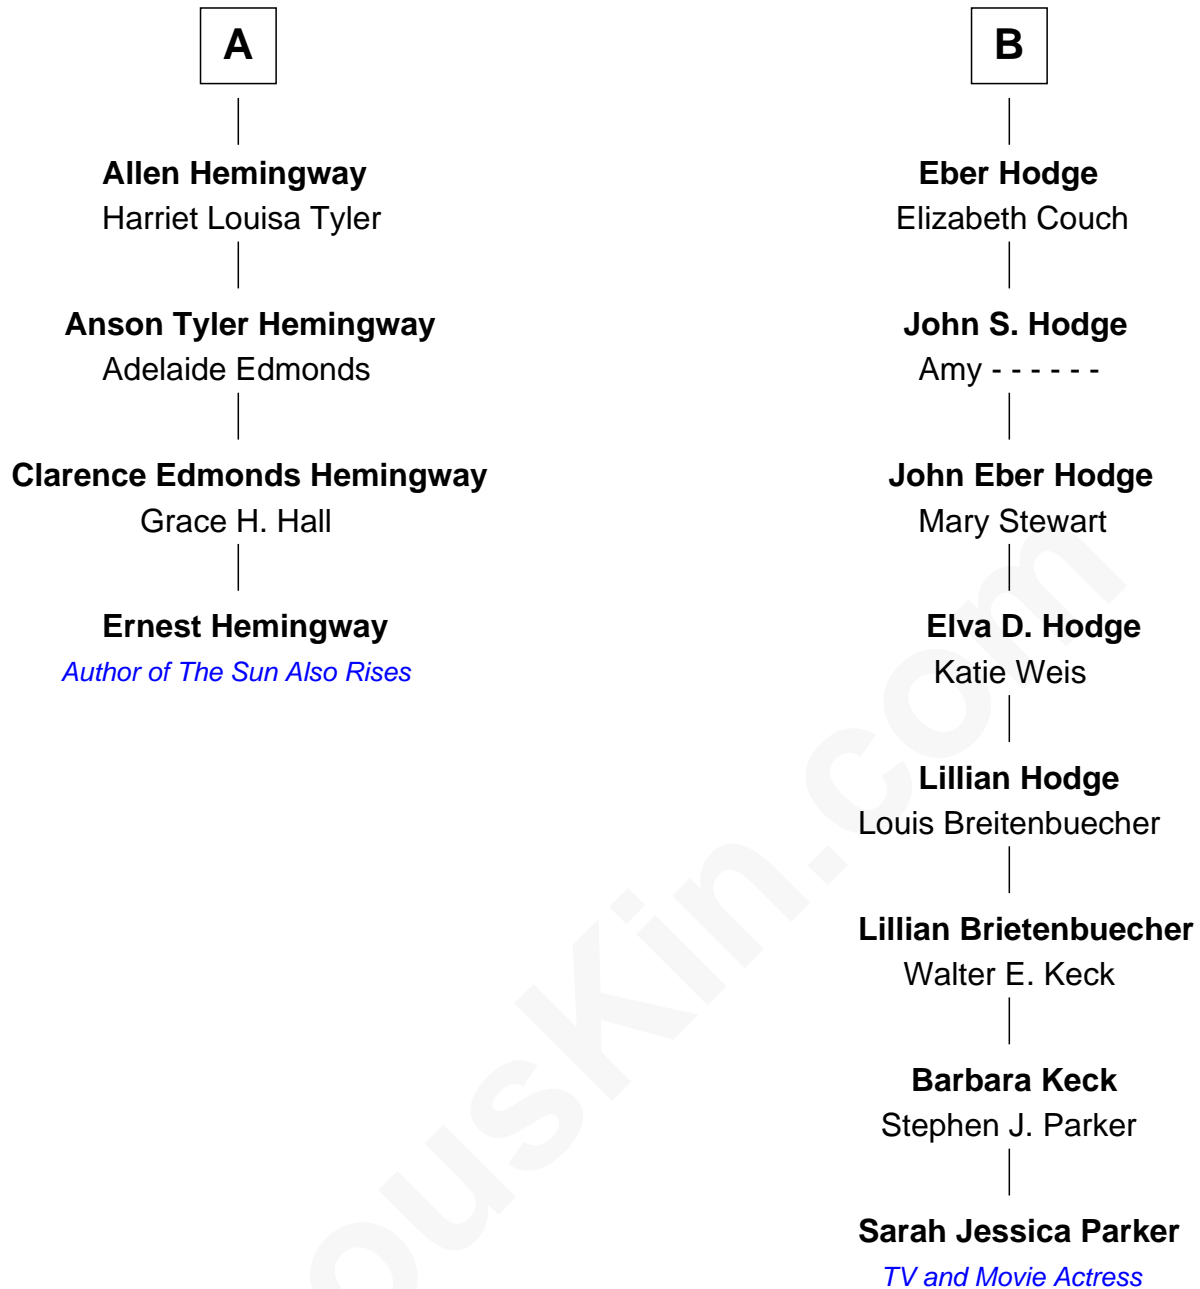 A
Allen Hemingway
Harriet Louisa Tyler
Anson Tyler Hemingway
Adelaide Edmonds
Clarence Edmonds Hemingway
Grace H. Hall
Ernest Hemingway
Author of The Sun Also Rises
B
Eber Hodge
Elizabeth Couch
John S. Hodge
Amy - - - - - -
John Eber Hodge
Mary Stewart
Elva D. Hodge
Katie Weis
Lillian Hodge
Louis Breitenbuecher
Lillian Brietenbuecher
Walter E. Keck
Barbara Keck
Stephen J. Parker
Sarah Jessica Parker
TV and Movie Actress
ouskin.com